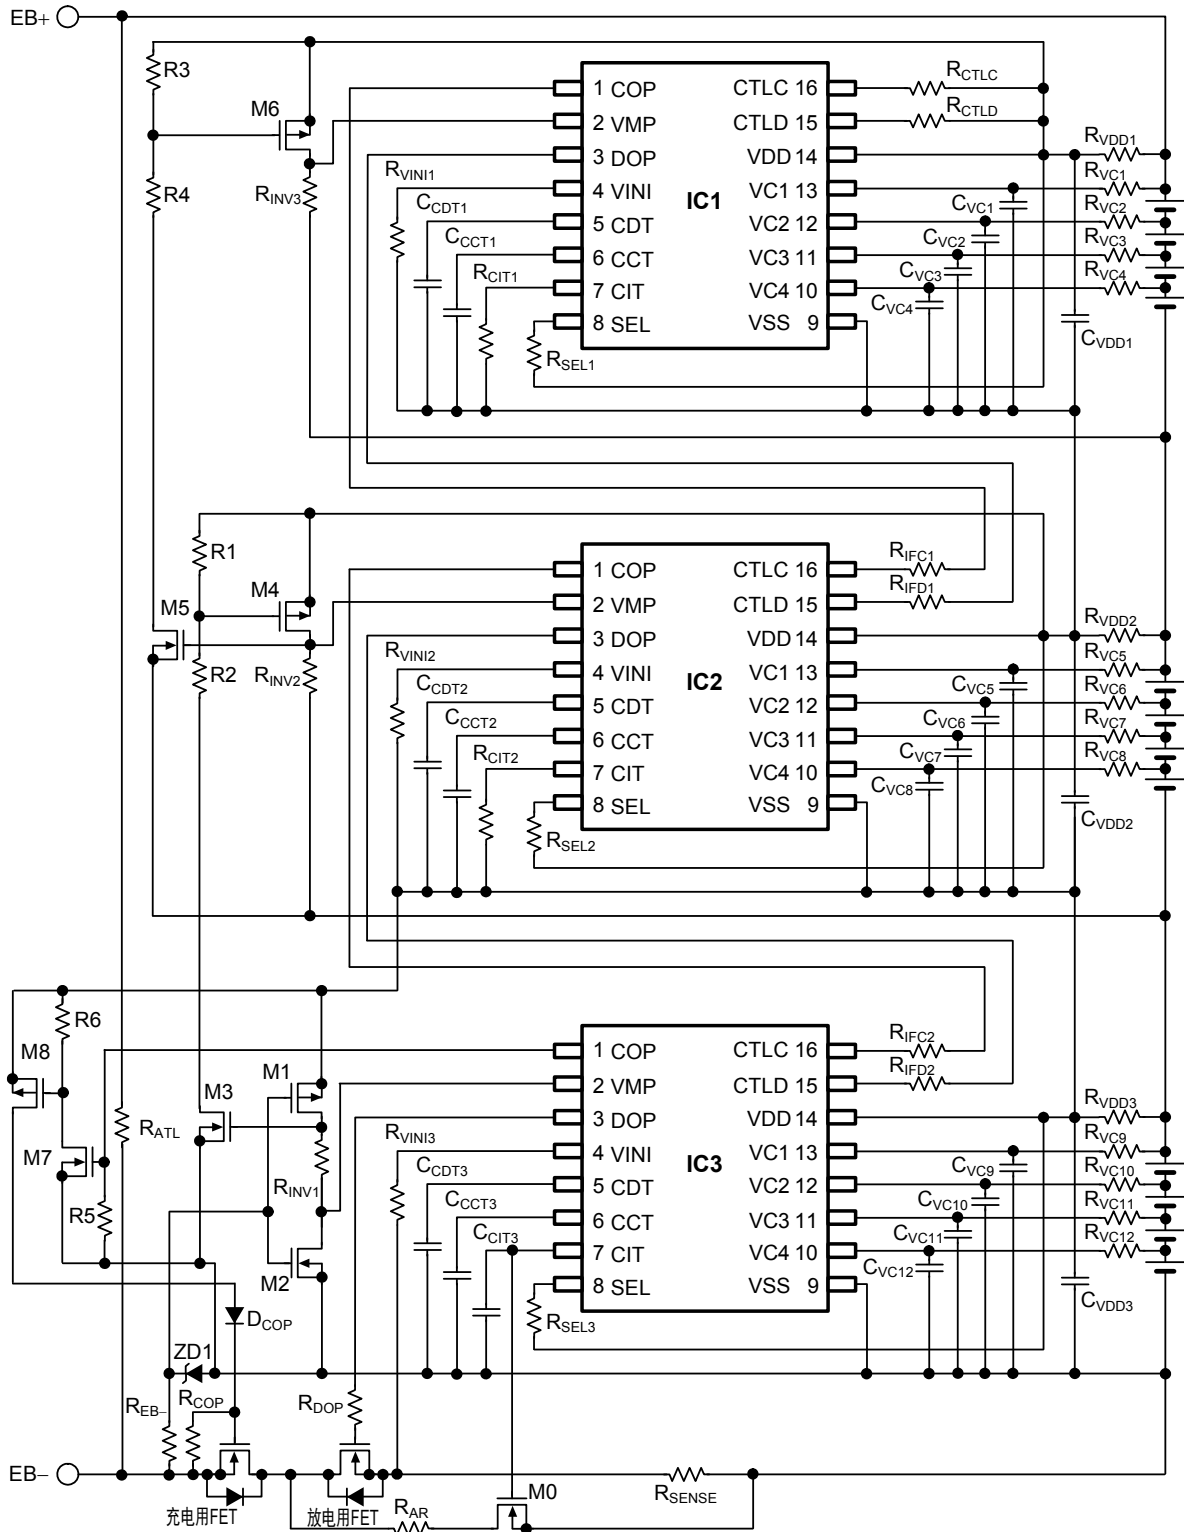 EB+
R3
M6
R4
RINV3
RVINI1
CCDT1
CCCT1
RCIT1
RSEL1
1 COP
2 VMP
3 DOP
4 VINI
5 CDT
6 CCT
7 CIT
8 SEL
IC1
CTLC 16
CTLD 15
VDD 14
VC1 13
VC2 12
VC3 11
VC4 10
VSS 9
RCTLC
RCTLD
RVDD1
RVC1
RVC2
RVC3
RVC4
CVC1
CVC2
CVC3
CVC4
CVDD1
R1
M4
M5
R2
RINV2
RVINI2
CCDT2
CCCT2
RCIT2
RSEL2
1 COP
2 VMP
3 DOP
4 VINI
5 CDT
6 CCT
7 CIT
8 SEL
IC2
CTLC 16
CTLD 15
VDD 14
VC1 13
VC2 12
VC3 11
VC4 10
VSS 9
RIFC1
RIFD1
RVDD2
RVC5
RVC6
RVC7
RVC8
CVC5
CVC6
CVC7
CVC8
CVDD2
R6
M8
M1
M3
RATL
M7
RINV1
R5
M2
DCOP
ZD1
RVINI3
CCDT3
CCCT3
CCIT3
RSEL3
1 COP
2 VMP
3 DOP
4 VINI
5 CDT
6 CCT
7 CIT
8 SEL
IC3
CTLC 16
CTLD 15
VDD 14
VC1 13
VC2 12
VC3 11
VC4 10
VSS 9
RIFC2
RIFD2
RVDD3
RVC9
RVC10
RVC11
RVC12
CVC9
CVC10
CVC11
CVC12
CVDD3
REB−
RCOP
RDOP
EB−
充电用FET
放电用FET
RAR
M0
RSENSE